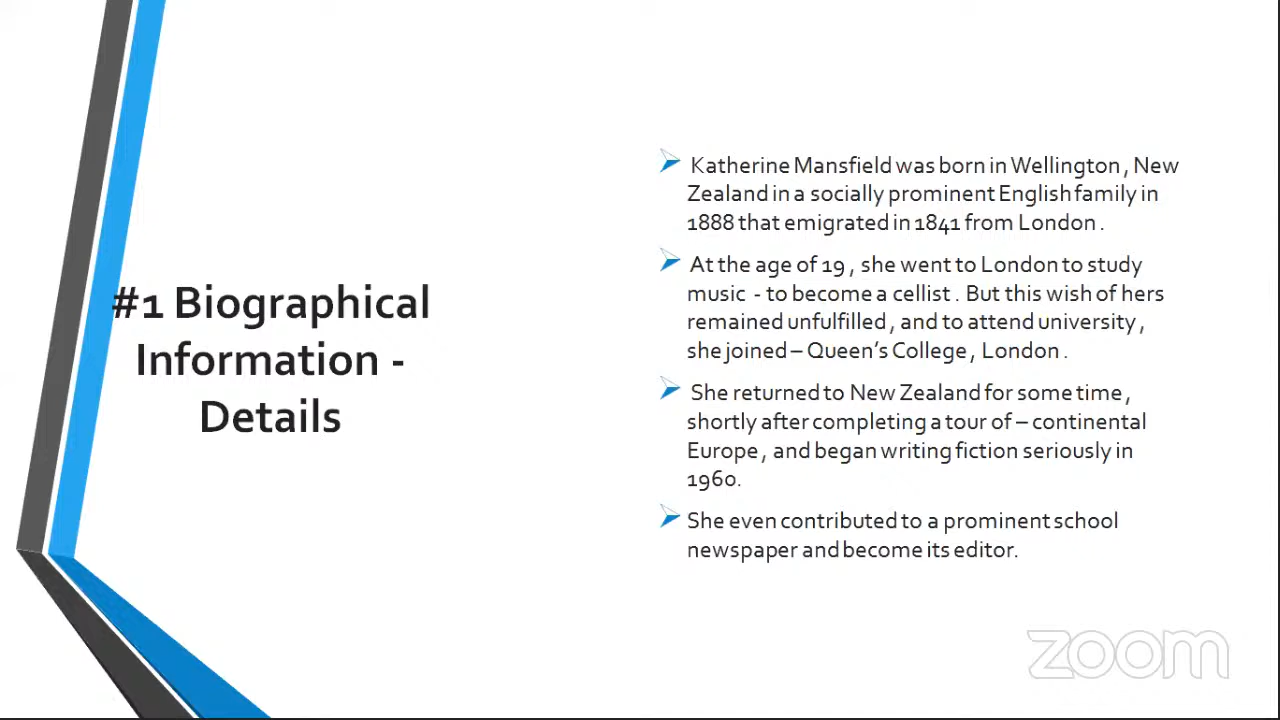 #1 Biographical
Information -
Details
Katherine Mansfield was born in Wellington , New
Zealand in a socially prominent English family in
1888 that emigrated in 1841 from London .
At the age of 19 , she went to London to study
music - to become a cellist . But this wish of hers
remained unfulfilled , and to attend university ,
she joined – Queen's College , London .
She returned to New Zealand for some time ,
shortly after completing a tour of – continental
Europe , and began writing fiction seriously in
1960.
She even contributed to a prominent school
newspaper and become its editor.
zoom